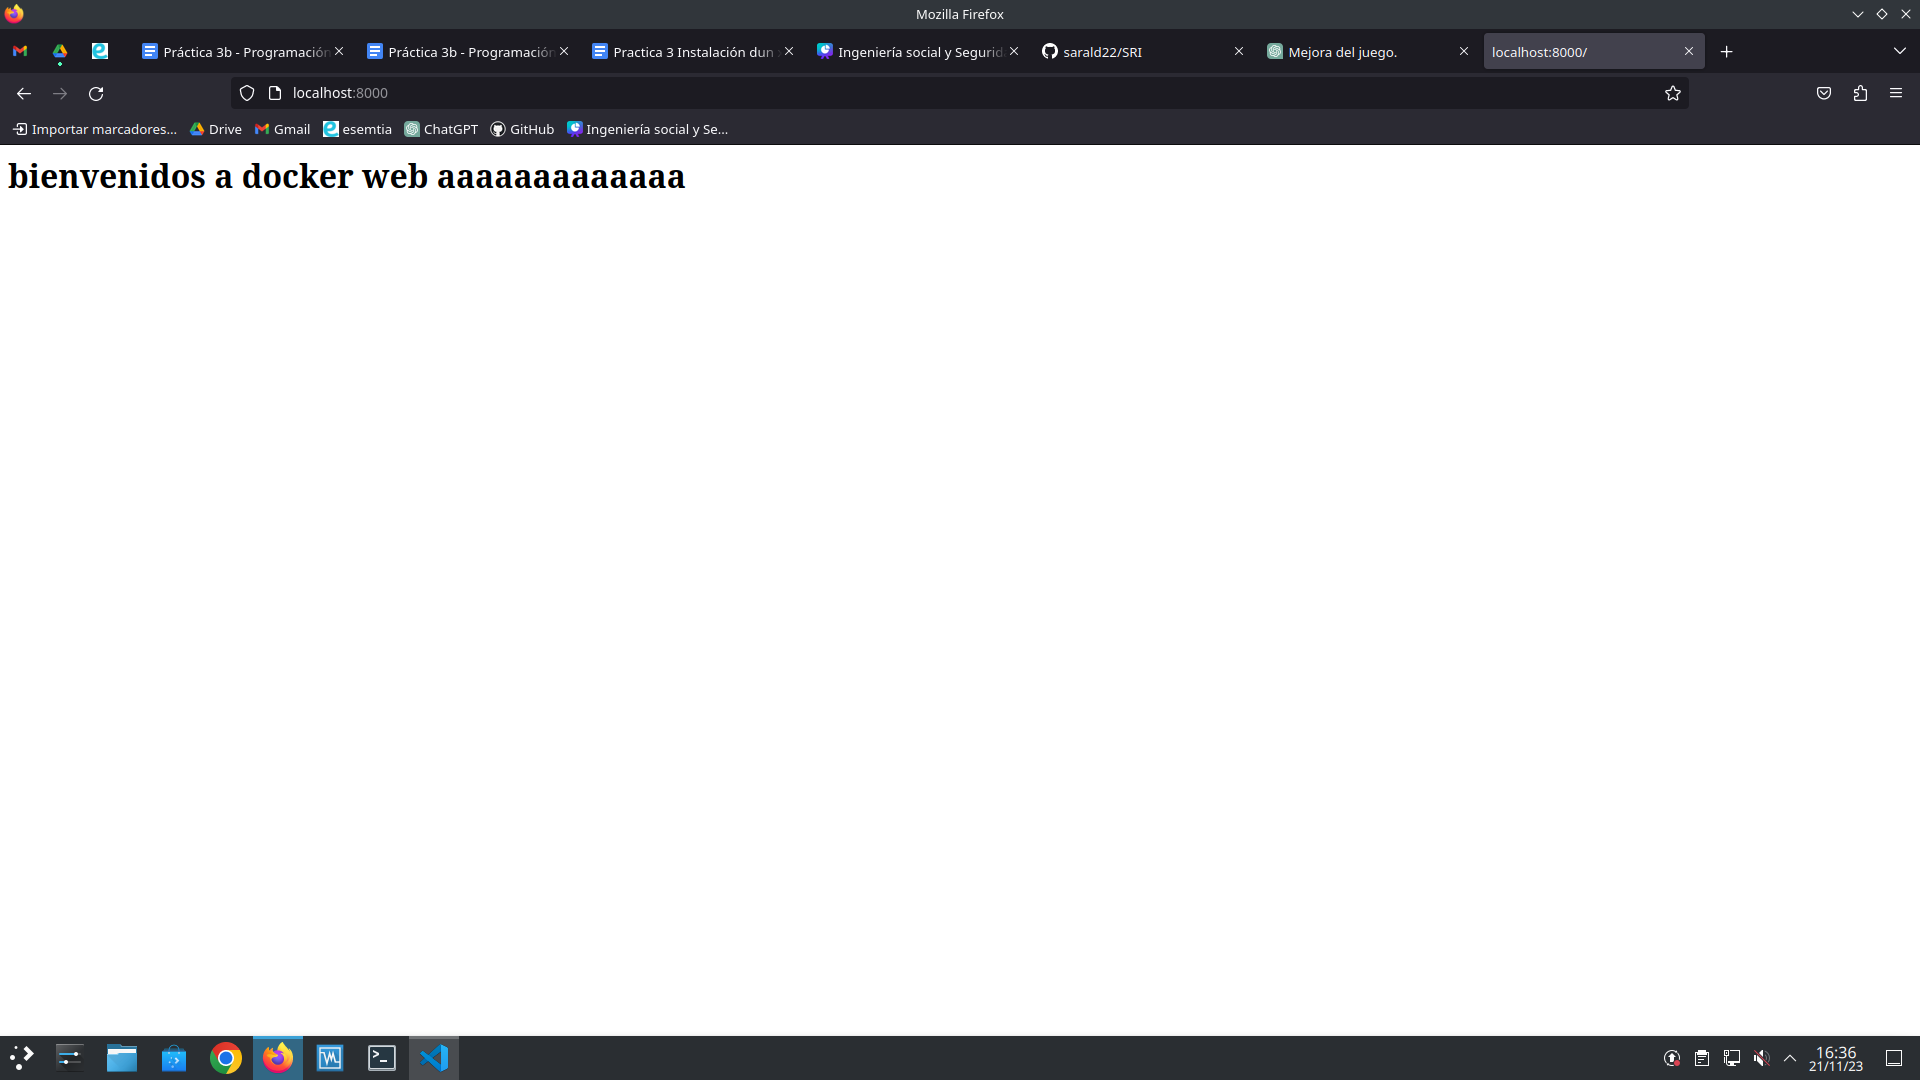 Mozilla Firefox
Práctica 3b - Programación
Práctica 3b - Programación
Practica 3 Instalación dun
Ingeniería social y Segurid
sarald22/SRI
Mejora del juego.
localhost:8000/
localhost:8000
Importar marcadores...
Drive
Gmail
esemtia
ChatGPT
GitHub
Ingeniería social y Se...
bienvenidos a docker web aaaaaaaaaaaaa
16:36
21/11/23